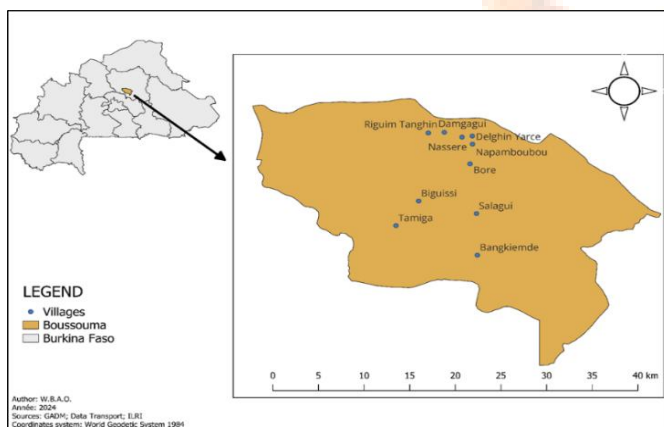 Riguim Tanghin
Damgagui
Delghin Yarce
Nassere
Napamboubou
Bore
Biguissi
Salagui
Tamiga
Bangkiemde
LEGEND
Villages
Boussouma
Burkina Faso
0 5 10 15 20 25 30 35 40 km
Author: W.B.A.O.
Année: 2024
Sources: GADM; Data Transport; ILRI
Coordinates system: World Geodetic System 1984